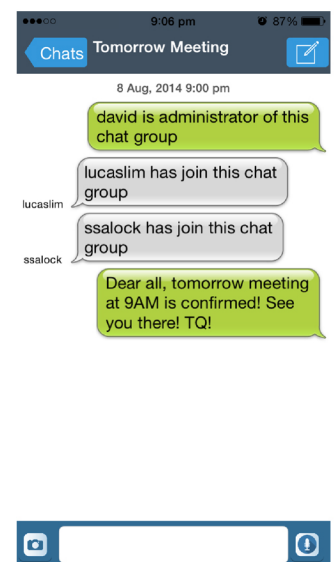 9:06 pm
87%
Chats
Tomorrow Meeting
8 Aug, 2014 9:00 pm
david is administrator of this
chat group
lucaslim has join this chat
group
lucaslim
ssalock has join this chat
group
ssalock
Dear all, tomorrow meeting
at 9AM is confirmed! See
you there! TQ!